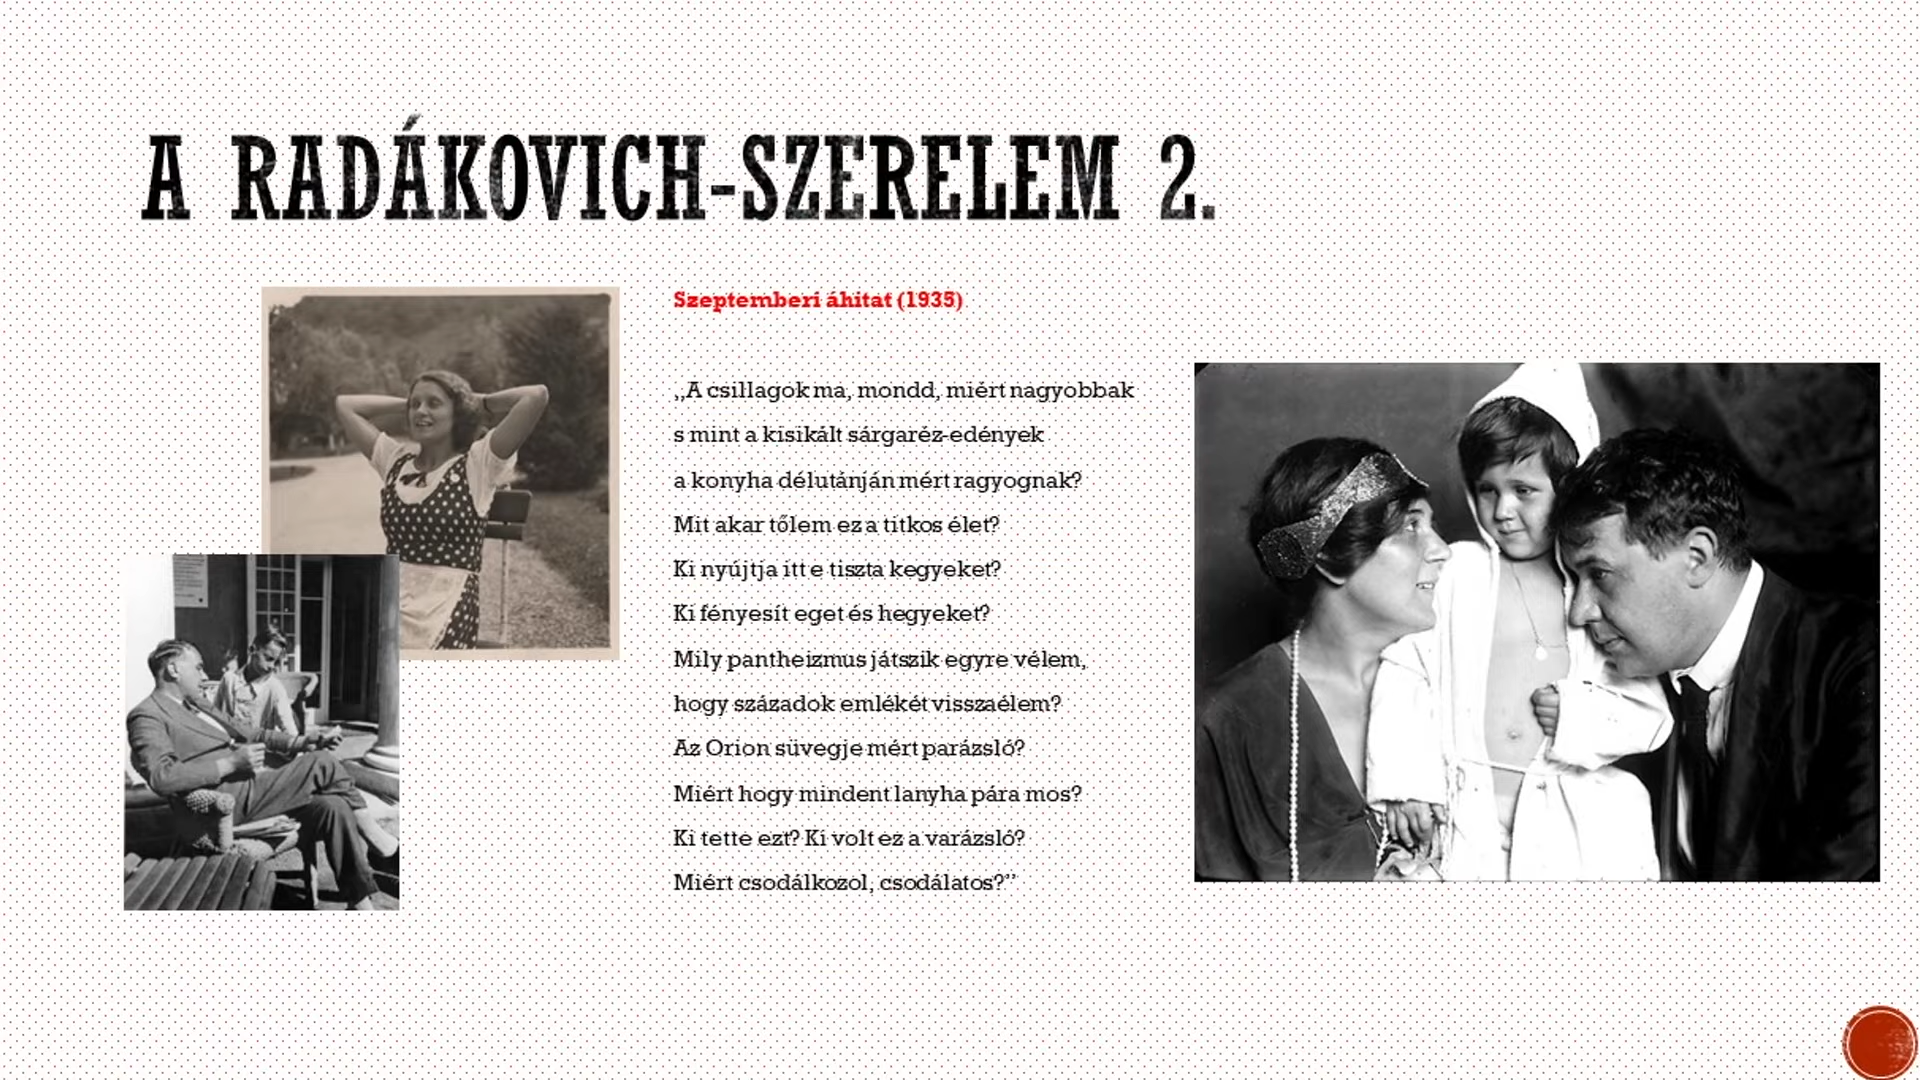 A RADÁKOVICH-SZERELEM 2.
Szeptemberi áhitat (1935)
„A csillagok ma, mondd, miért nagyobbak
s mint a kisikált sárgaréz-edények
a konyha délutánján mért ragyognak?
Mit akar tőlem ez a titkos élet?
Ki nyújtja itt e tiszta kegyeket?
Ki fényesít eget és hegyeket?
Mily pantheizmus játszik egyre vélem,
hogy századok emlékét visszaélem?
Az Orion süvegje mért parázsló?
Miért hogy mindent lanyha pára mos?
Ki tette ezt? Ki volt ez a varázsló?
Miért csodálkozol, csodálatos?”